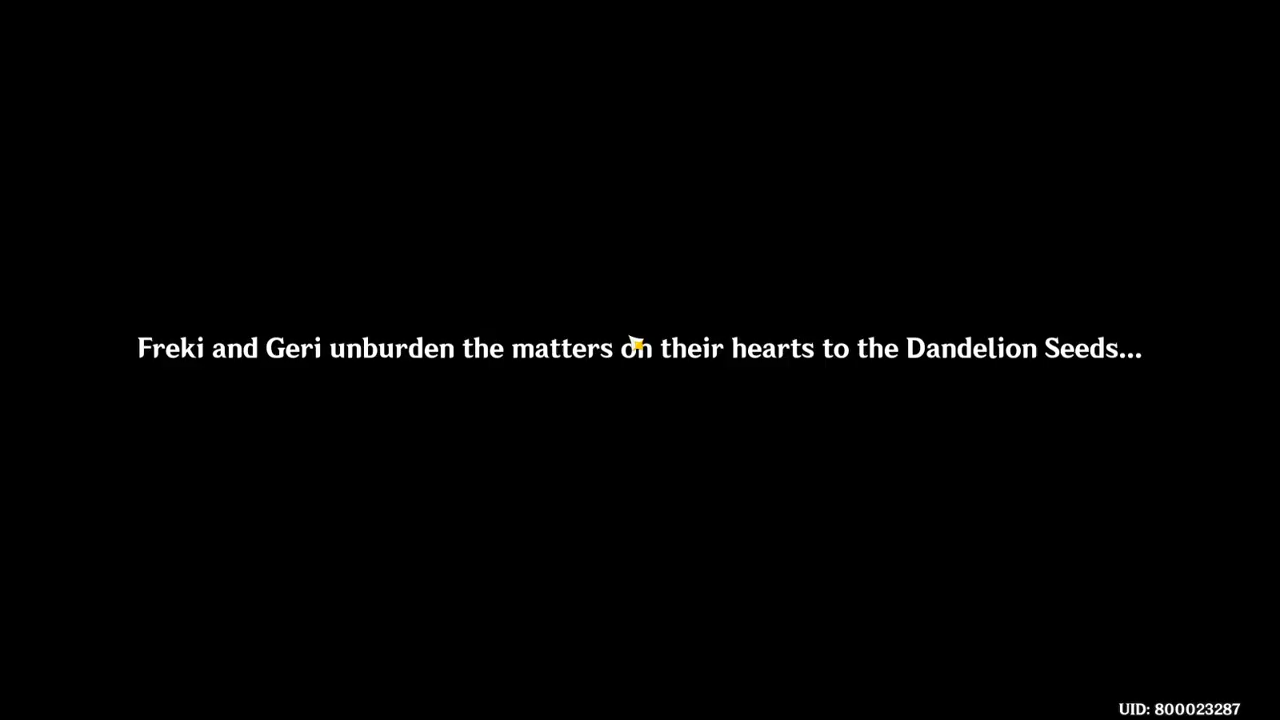 Freki and Geri unburden the matters on their hearts to the Dandelion Seeds...
UID: 800023287